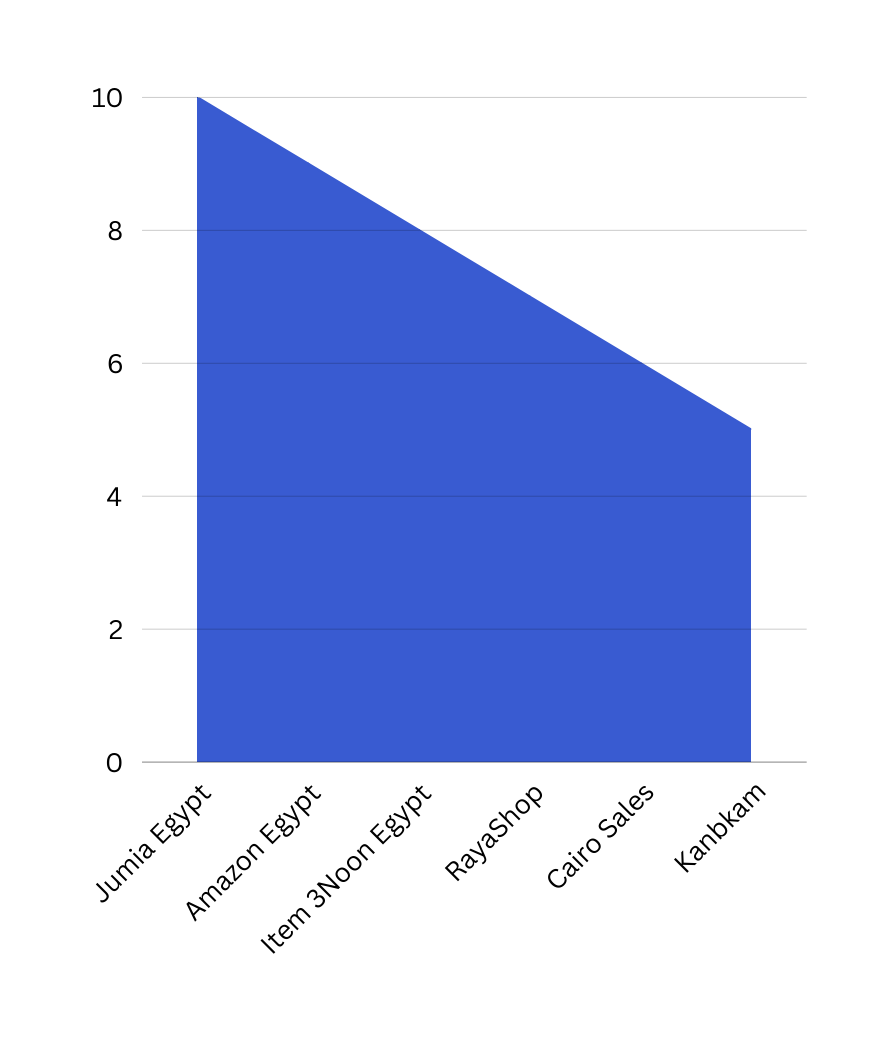 10
8
6
4
2
0
Jumia Egypt
Amazon Egypt
Item 3Noon Egypt
RayaShop
Cairo Sales
Kanbkam